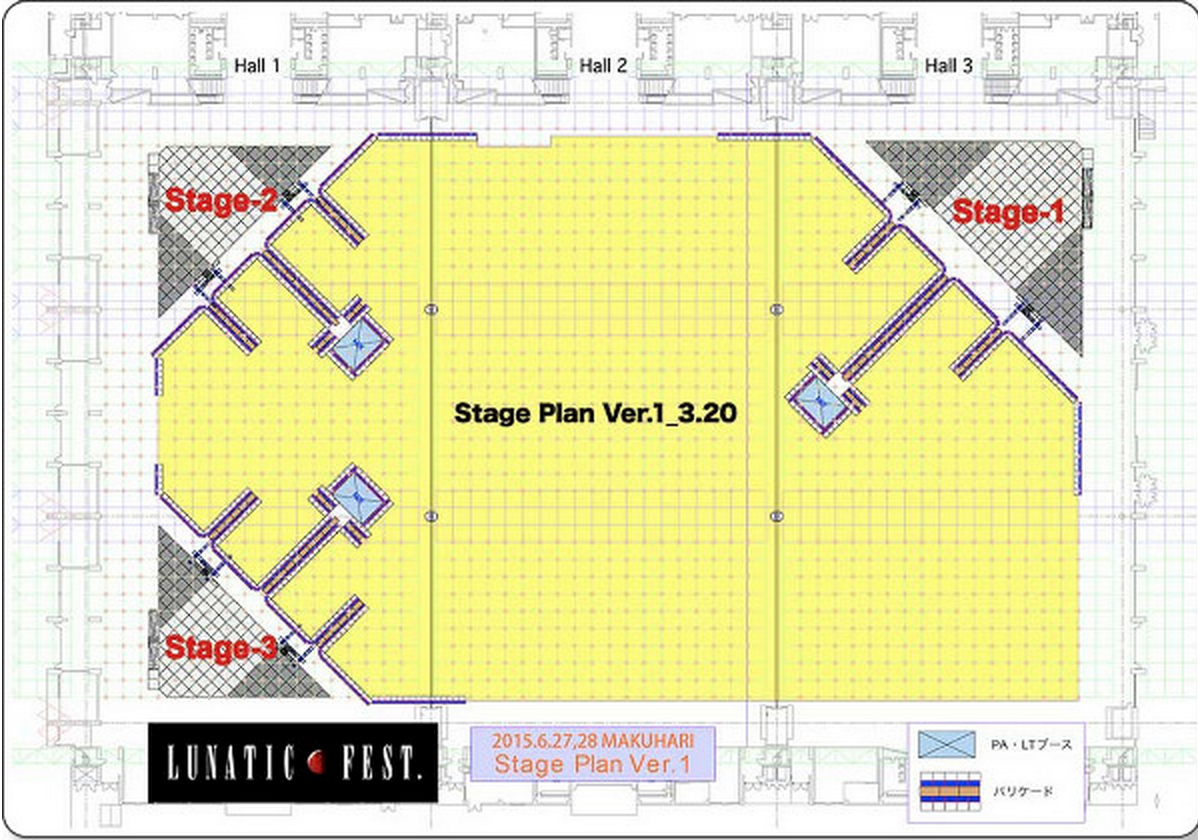 Hall 1
Hall 2
Hall 3
Stage-2
Stage-1
Stage Plan Ver.1_3.20
Stage-3
LUNATIC FEST.
2015.6.27,28 MAKUHARI
Stage Plan Ver.1
PA・LTブース
バリケード